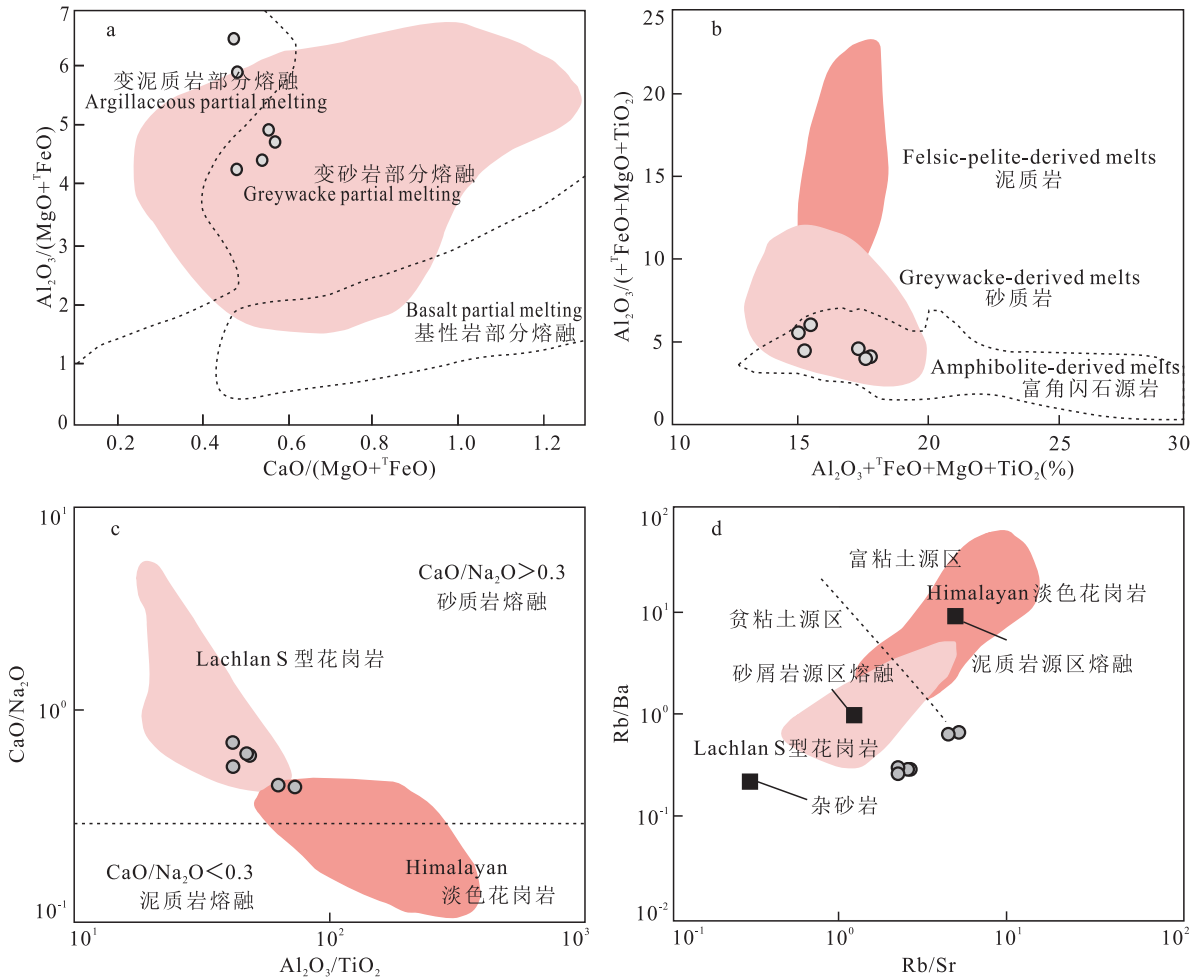 a
7
6
5
4
3
2
1
0
Al₂O₃/(MgO+ᵀFeO)
变泥质岩部分熔融
Argillaceous partial melting
变砂岩部分熔融
Greywacke partial melting
Basalt partial melting
基性岩部分熔融
0.2 0.4 0.6 0.8 1.0 1.2
CaO/(MgO+ᵀFeO)
b
25
20
15
10
5
0
Al₂O₃/(+ᵀFeO+MgO+TiO₂)
Felsic-pelite-derived melts
泥质岩
Greywacke-derived melts
砂质岩
Amphibolite-derived melts
富角闪石源岩
10 15 20 25 30
Al₂O₃+ᵀFeO+MgO+TiO₂(%)
c
10¹
10⁰
10⁻¹
CaO/Na₂O
CaO/Na₂O>0.3
砂质岩熔融
Lachlan S 型花岗岩
CaO/Na₂O<0.3
泥质岩熔融
Himalayan
淡色花岗岩
10¹ 10² 10³
Al₂O₃/TiO₂
d
10²
10¹
10⁰
10⁻¹
10⁻²
Rb/Ba
富粘土源区
Himalayan 淡色花岗岩
贫粘土源区
泥质岩源区熔融
砂屑岩源区熔融
Lachlan S型花岗岩
杂砂岩
10⁻¹ 10⁰ 10¹ 10²
Rb/Sr